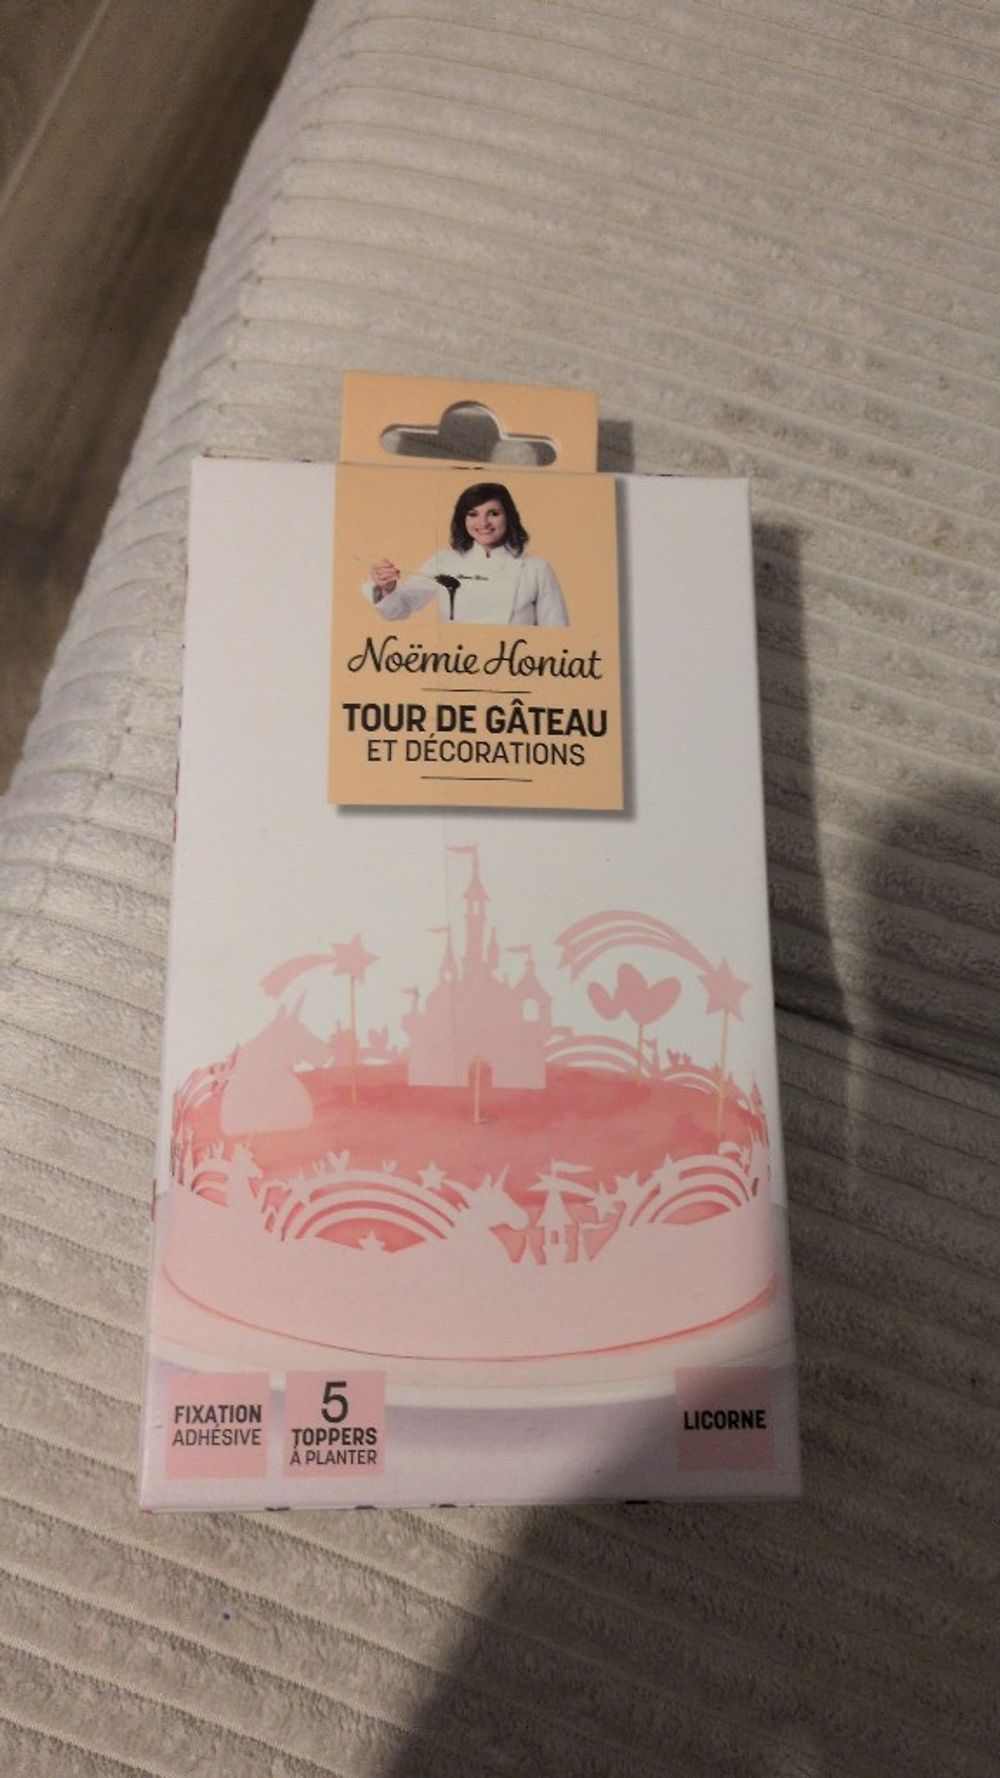 Noëmie Honiat
TOUR DE GÂTEAU
ET DÉCORATIONS
FIXATION
ADHÉSIVE
5
TOPPERS
À PLANTER
LICORNE